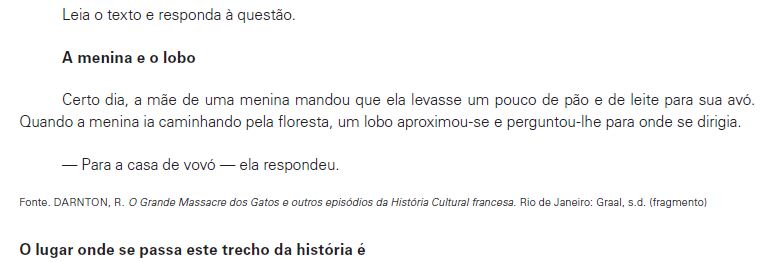 Leia o texto e responda à questão.
A menina e o lobo
Certo dia, a mãe de uma menina mandou que ela levasse um pouco de pão e de leite para sua avó.
Quando a menina ia caminhando pela floresta, um lobo aproximou-se e perguntou-lhe para onde se dirigia.
— Para a casa de vovó — ela respondeu.
Fonte. DARNTON, R. O Grande Massacre dos Gatos e outros episódios da História Cultural francesa. Rio de Janeiro: Graal, s.d. (fragmento)
O lugar onde se passa este trecho da história é